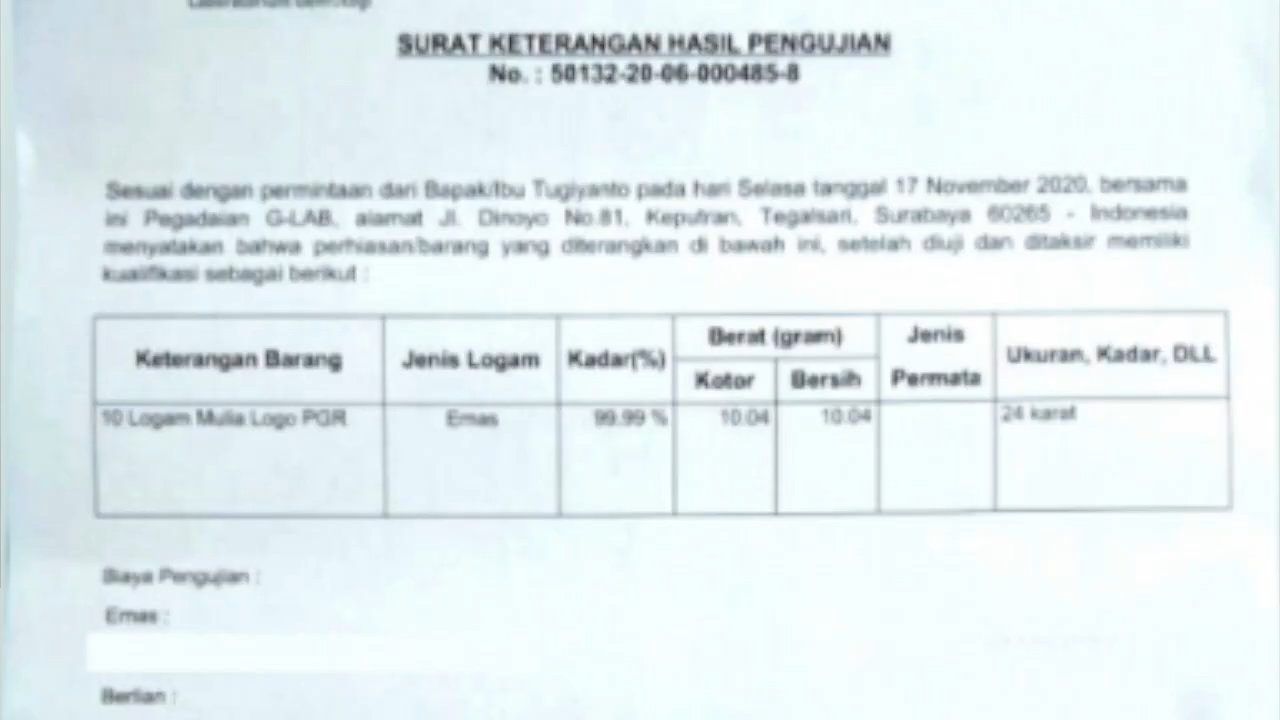 SURAT KETERANGAN HASIL PENGUJIAN
No. : 50132-20-06-000485-8
Sesuai dengan permintaan dari Bapak/Ibu Tugiyanto pada hari Selasa tanggal 17 November 2020, bersama
ini Pegadaian G-LAB, alamat Jl. Dinoyo No.81, Keputran, Tegalsari, Surabaya 60265 - Indonesia
menyatakan bahwa perhiasan/barang yang diterangkan di bawah ini, setelah diuji dan ditaksir memiliki
kualifikasi sebagai berikut :
Keterangan Barang Jenis Logam Kadar(%) Berat (gram) Jenis Permata Ukuran, Kadar, DLL
Kotor Bersih
10 Logam Mulia Logo PGR Emas 99.99 % 10.04 10.04 24 karat
Biaya Pengujian :
Emas :
Berlian :